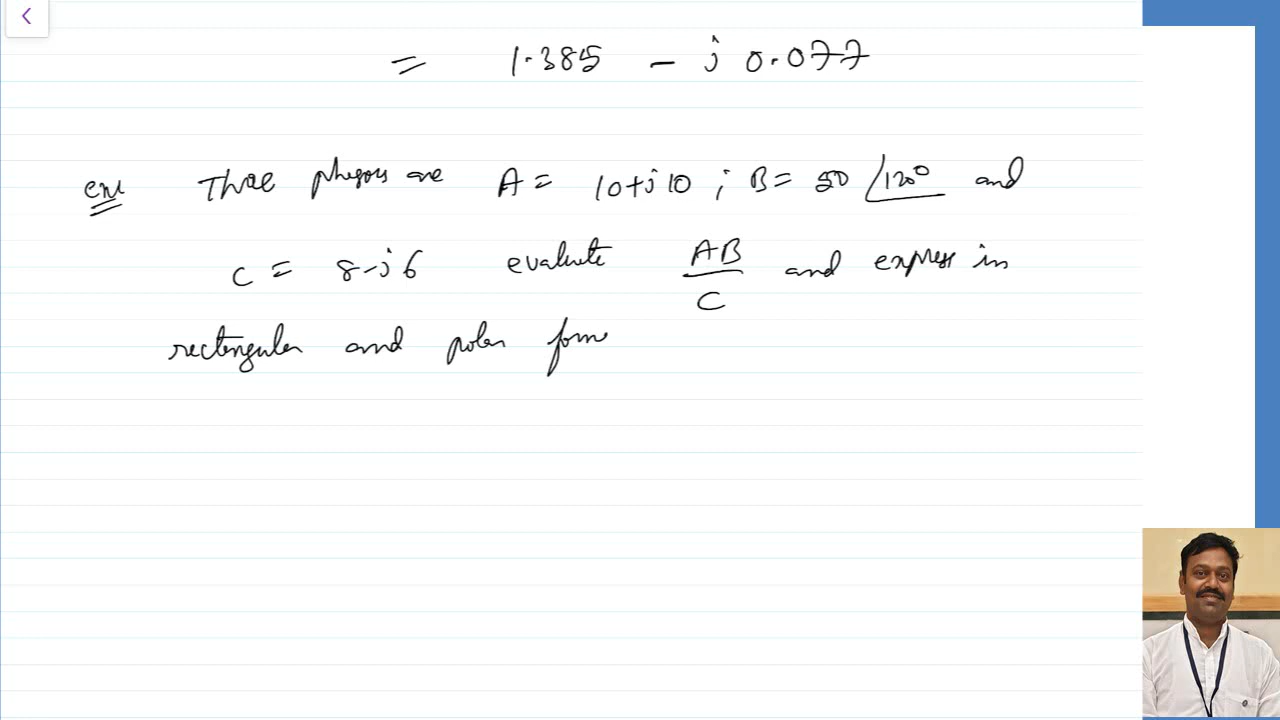 = 1.385 - j 0.077
ex:- Three phasors are A = 10+j10 ; B = 50 ∠120° and
C = 8-j6 evaluate AB/C and express in
rectangular and polar form